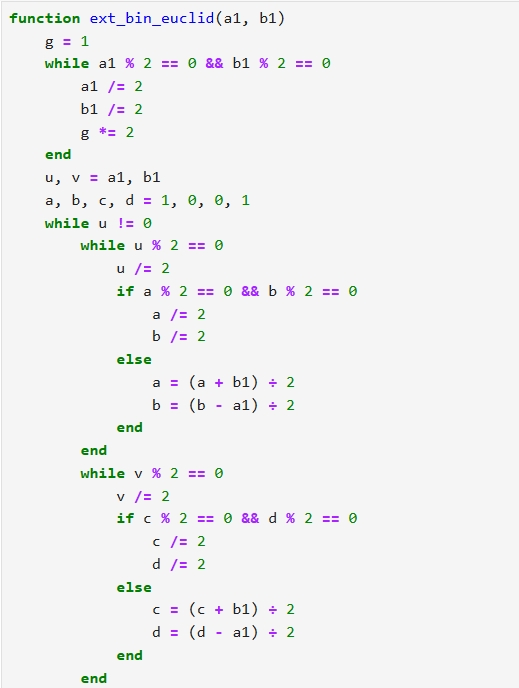 function ext_bin_euclid(a1, b1)
    g = 1
    while a1 % 2 == 0 && b1 % 2 == 0
        a1 /= 2
        b1 /= 2
        g *= 2
    end
    u, v = a1, b1
    a, b, c, d = 1, 0, 0, 1
    while u != 0
        while u % 2 == 0
            u /= 2
            if a % 2 == 0 && b % 2 == 0
                a /= 2
                b /= 2
            else
                a = (a + b1) ÷ 2
                b = (b - a1) ÷ 2
            end
        end
        while v % 2 == 0
            v /= 2
            if c % 2 == 0 && d % 2 == 0
                c /= 2
                d /= 2
            else
                c = (c + b1) ÷ 2
                d = (d - a1) ÷ 2
            end
        end